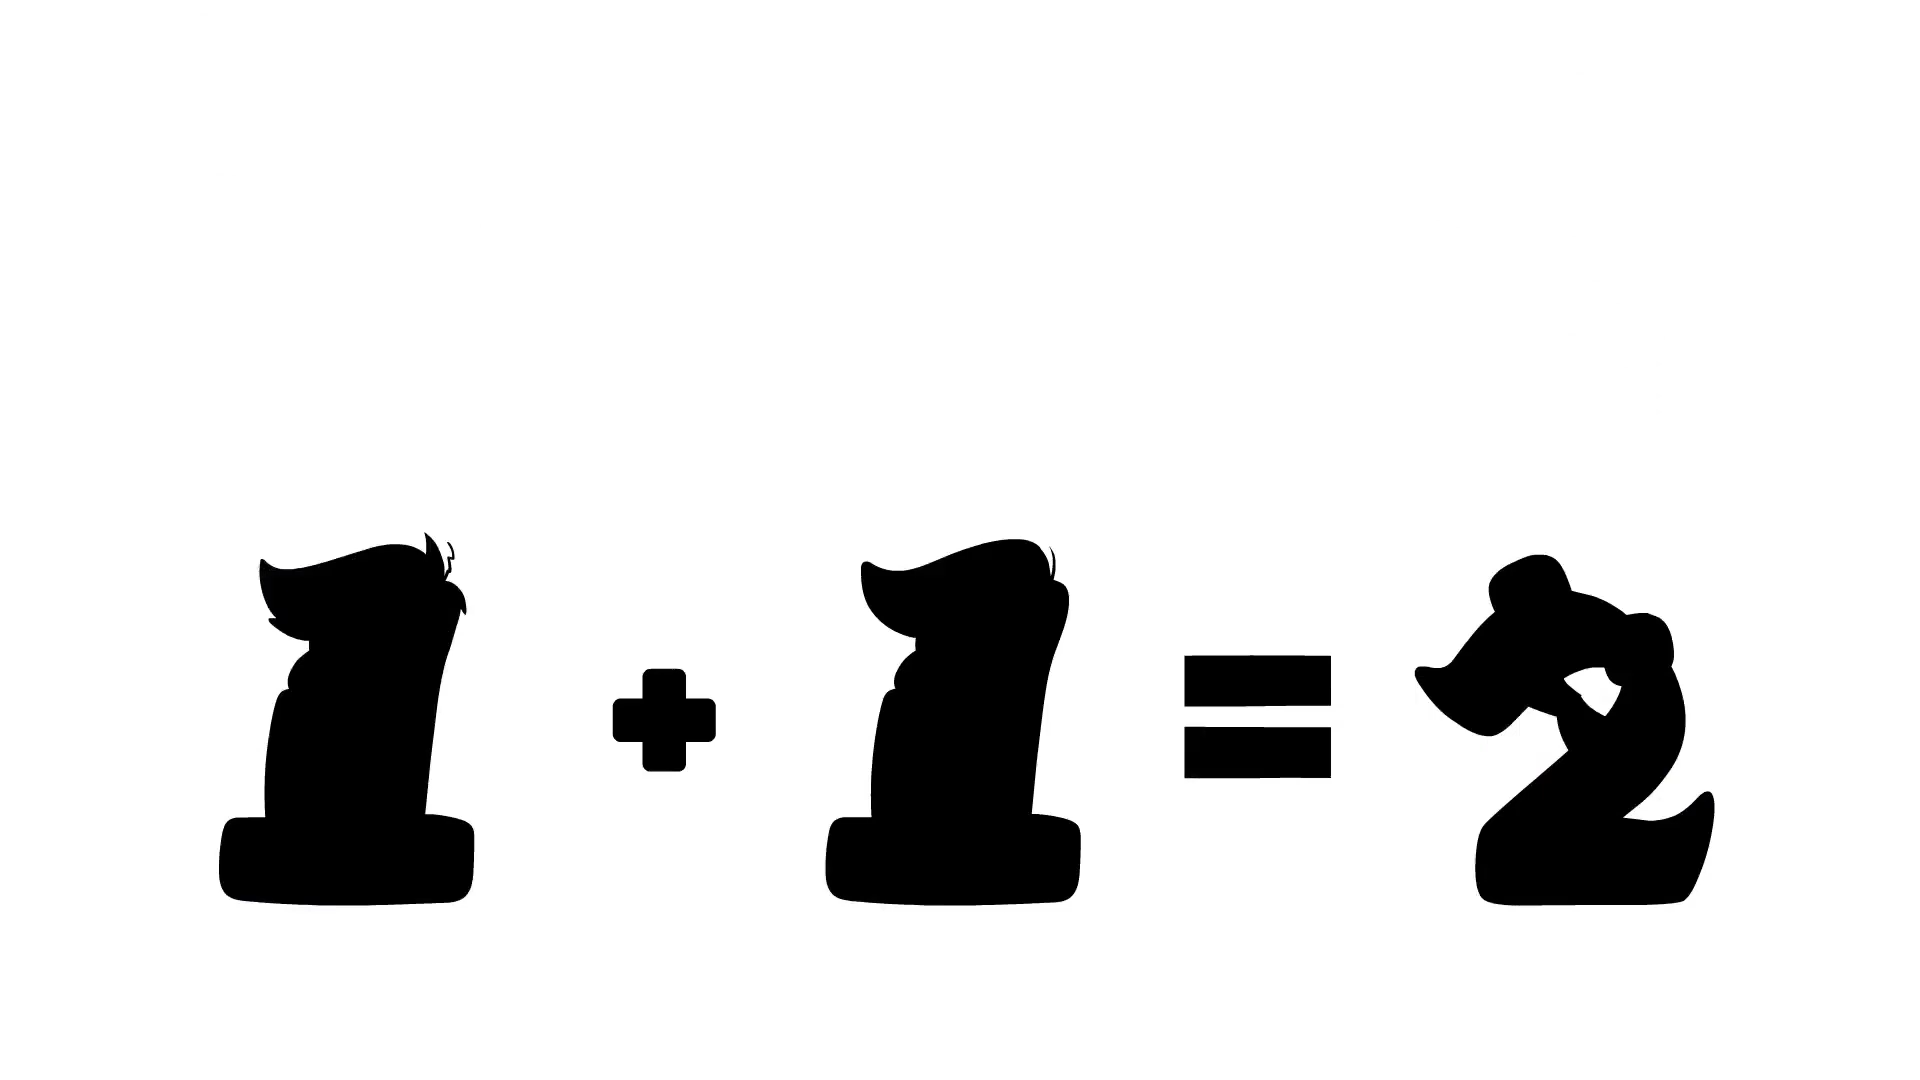 1 + 1 = 2